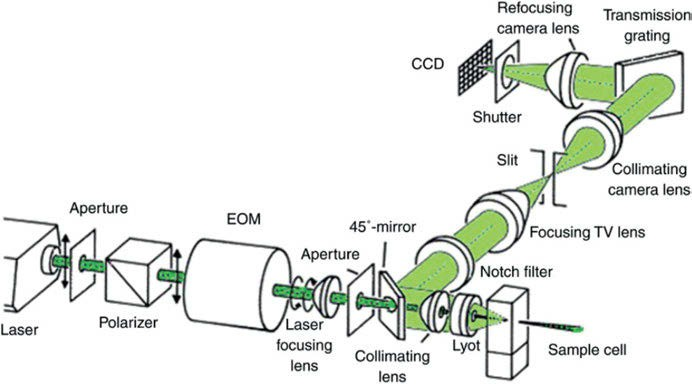 Refocusing
camera lens
Transmission
grating
CCD
Shutter
Slit
Collimating
camera lens
Aperture
EOM
45°-mirror
Focusing TV lens
Aperture
Notch filter
Laser
Polarizer
Laser
focusing
lens
Collimating
lens
Lyot
Sample cell